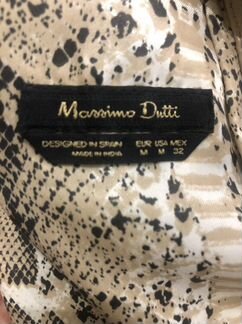 Massimo Dutti
DESIGNED IN SPAIN EUR USA MEX
MADE IN INDIA M M 32